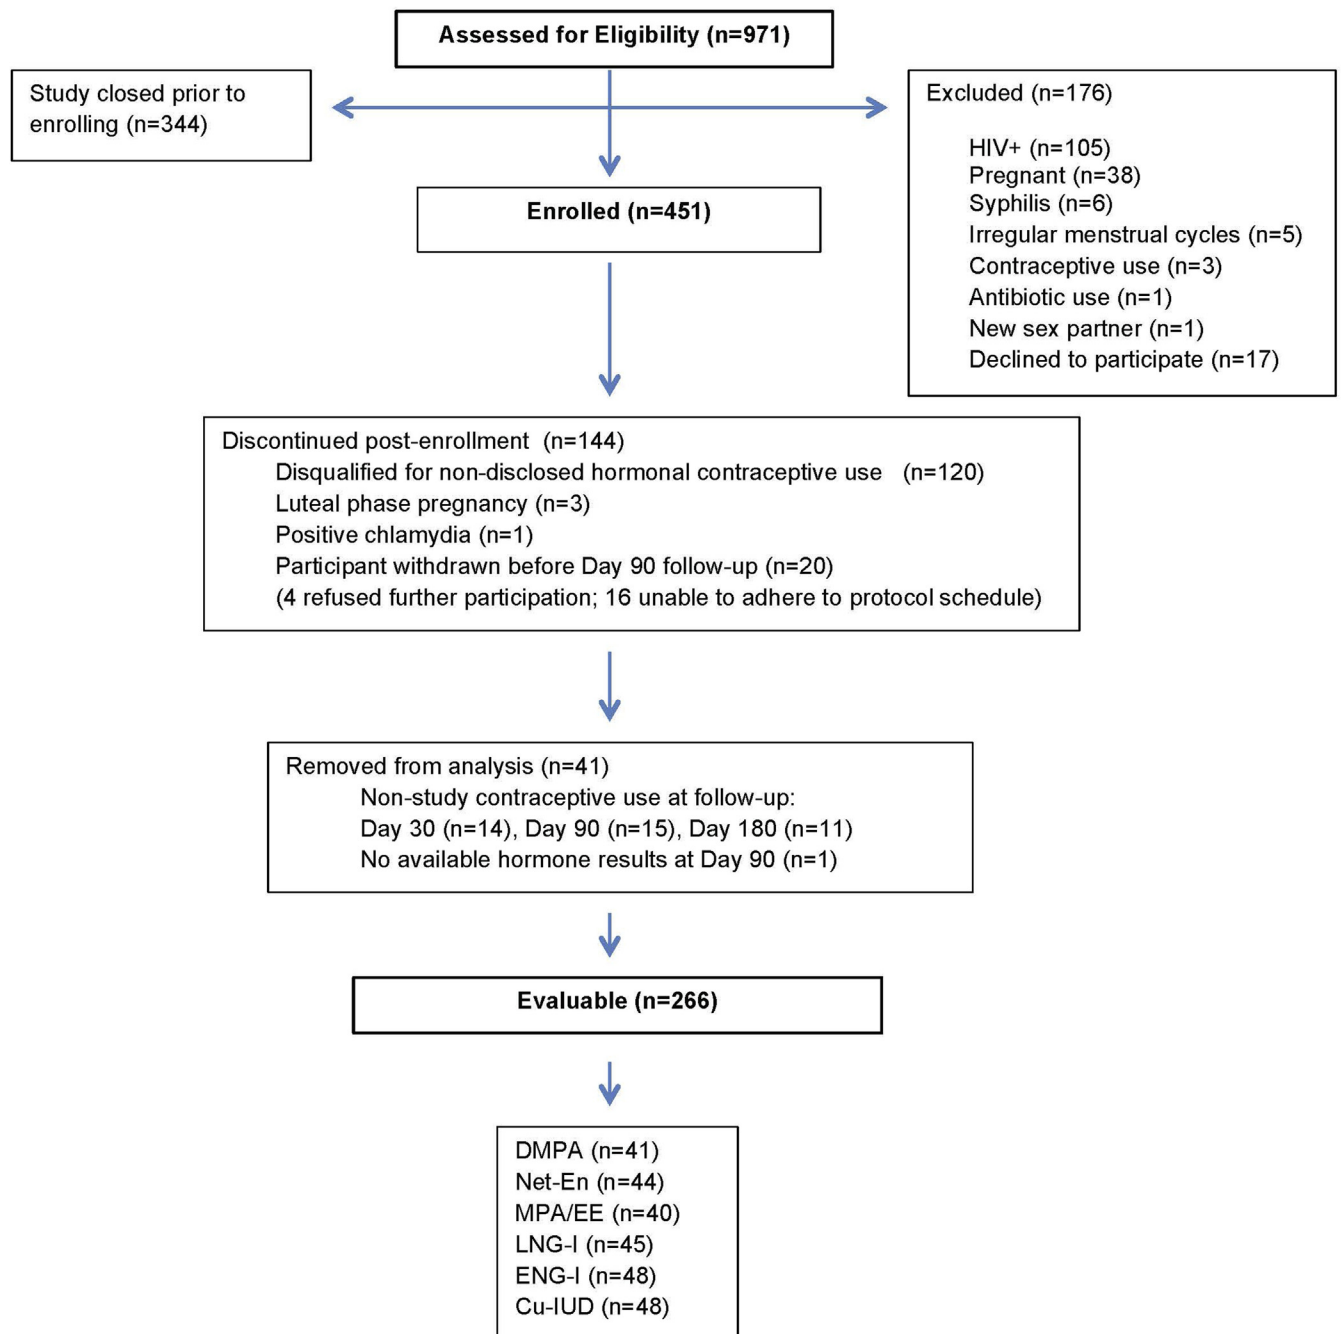 Assessed for Eligibility (n=971)
Study closed prior to
enrolling (n=344)
Excluded (n=176)
HIV+ (n=105)
Pregnant (n=38)
Syphilis (n=6)
Irregular menstrual cycles (n=5)
Contraceptive use (n=3)
Antibiotic use (n=1)
New sex partner (n=1)
Declined to participate (n=17)
Enrolled (n=451)
Discontinued post-enrollment (n=144)
Disqualified for non-disclosed hormonal contraceptive use (n=120)
Luteal phase pregnancy (n=3)
Positive chlamydia (n=1)
Participant withdrawn before Day 90 follow-up (n=20)
(4 refused further participation; 16 unable to adhere to protocol schedule)
Removed from analysis (n=41)
Non-study contraceptive use at follow-up:
Day 30 (n=14), Day 90 (n=15), Day 180 (n=11)
No available hormone results at Day 90 (n=1)
Evaluable (n=266)
DMPA (n=41)
Net-En (n=44)
MPA/EE (n=40)
LNG-I (n=45)
ENG-I (n=48)
Cu-IUD (n=48)